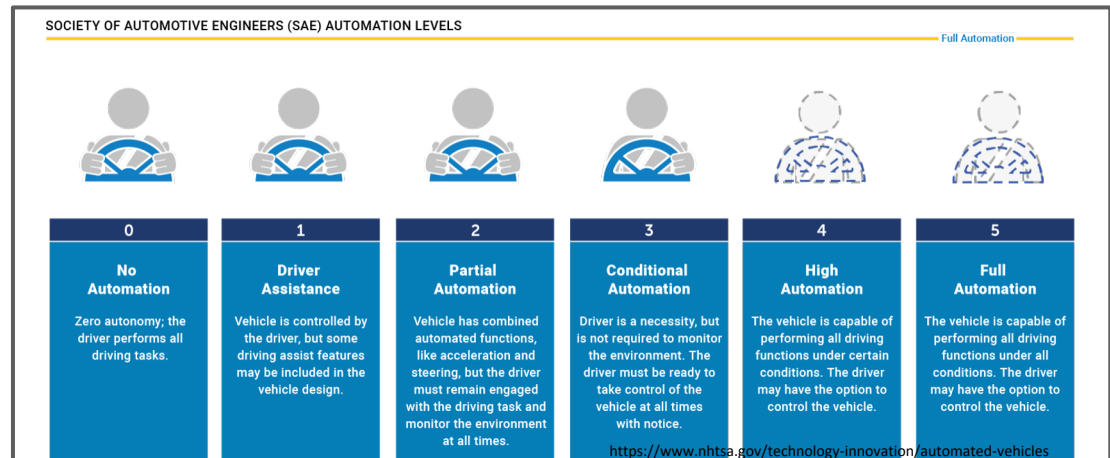 SOCIETY OF AUTOMOTIVE ENGINEERS (SAE) AUTOMATION LEVELS
Full Automation
0
No
Automation
Zero autonomy; the
driver performs all
driving tasks.
1
Driver
Assistance
Vehicle is controlled by
the driver, but some
driving assist features
may be included in the
vehicle design.
2
Partial
Automation
Vehicle has combined
automated functions,
like acceleration and
steering, but the driver
must remain engaged
with the driving task and
monitor the environment
at all times.
3
Conditional
Automation
Driver is a necessity, but
is not required to monitor
the environment. The
driver must be ready to
take control of the
vehicle at all times
with notice.
4
High
Automation
The vehicle is capable of
performing all driving
functions under certain
conditions. The driver
may have the option to
control the vehicle.
5
Full
Automation
The vehicle is capable of
performing all driving
functions under all
conditions. The driver
may have the option to
control the vehicle.
https://www.nhtsa.gov/technology-innovation/automated-vehicles